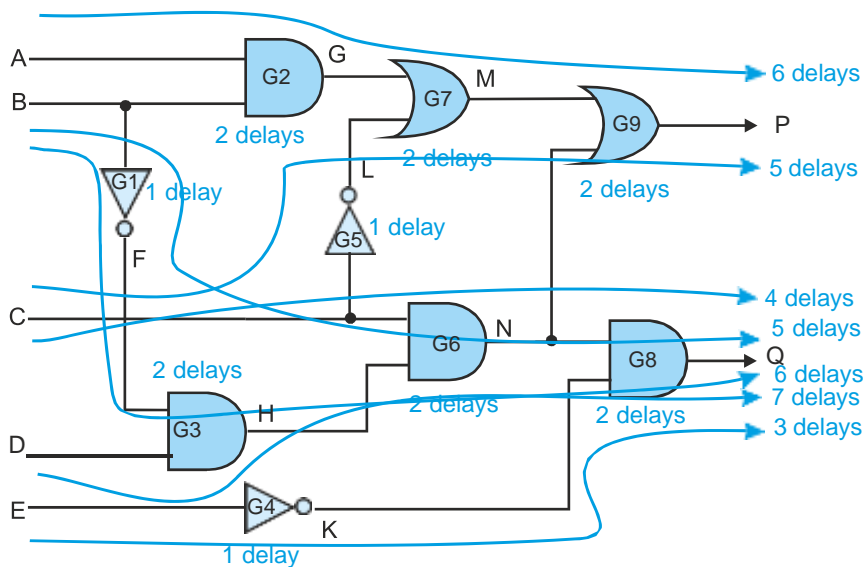 A
G2
G
G7
M
6 delays
B
2 delays
G9
P
G1
1 delay
L
2 delays
5 delays
2 delays
F
G5
1 delay
C
4 delays
G6
N
5 delays
G8
Q
2 delays
6 delays
2 delays
7 delays
G3
H
2 delays
3 delays
D
E
G4
K
1 delay